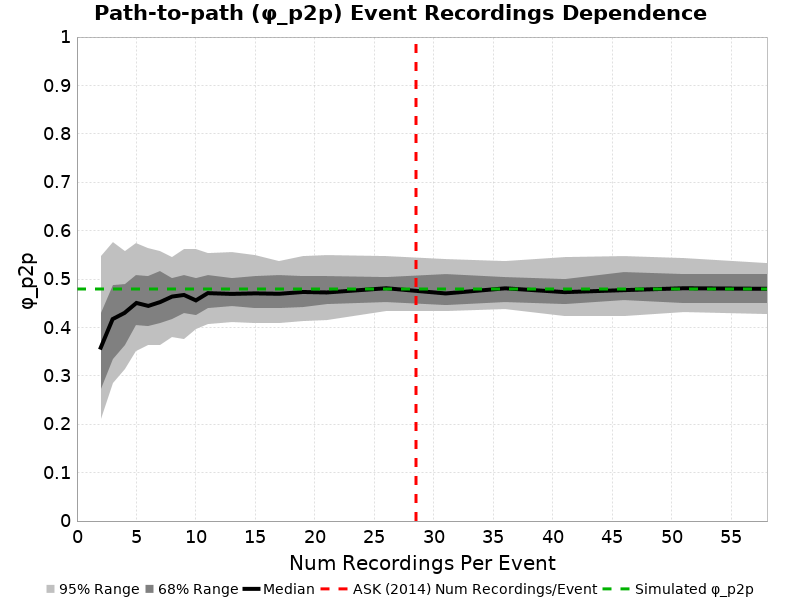 Path-to-path (φ_p2p) Event Recordings Dependence
1
0.9
0.8
0.7
0.6
0.5
0.4
0.3
0.2
0.1
0
φ_p2p
0 5 10 15 20 25 30 35 40 45 50 55
Num Recordings Per Event
95% Range 68% Range Median ASK (2014) Num Recordings/Event Simulated φ_p2p